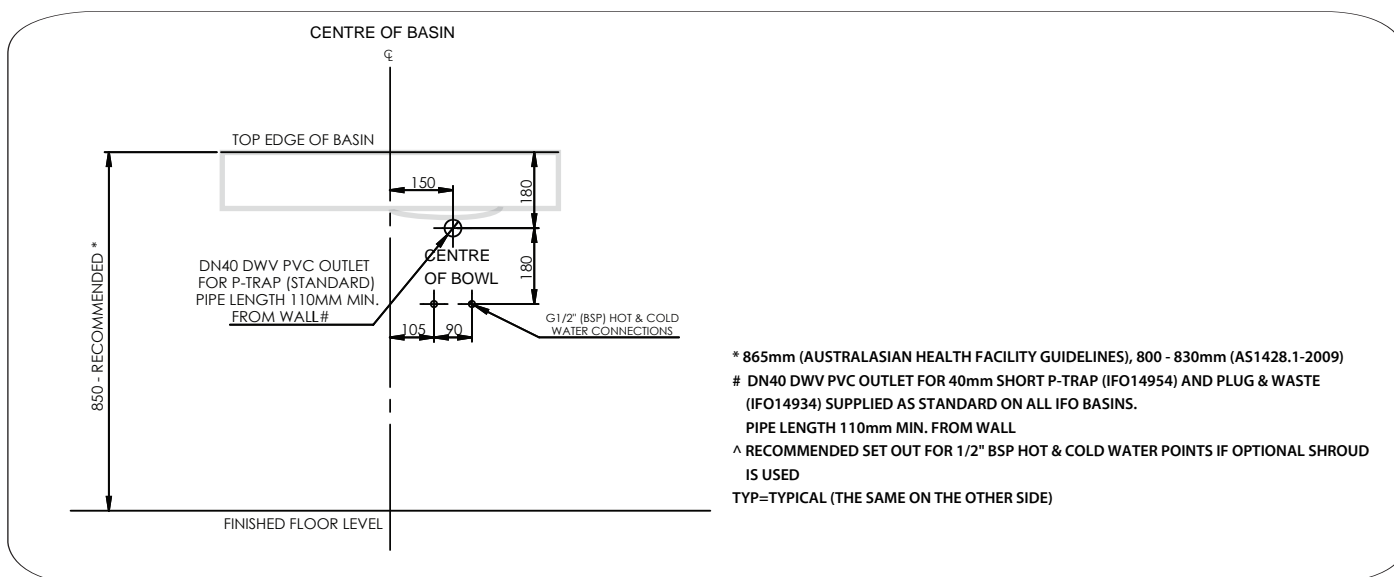 CENTRE OF BASIN
℄
TOP EDGE OF BASIN
150
180
850 - RECOMMENDED *
CENTRE
OF BOWL
180
DN40 DWV PVC OUTLET
FOR P-TRAP (STANDARD)
PIPE LENGTH 110MM MIN.
FROM WALL#
105
90
G1/2" (BSP) HOT & COLD
WATER CONNECTIONS
FINISHED FLOOR LEVEL
* 865mm (AUSTRALASIAN HEALTH FACILITY GUIDELINES), 800 - 830mm (AS1428.1-2009)
# DN40 DWV PVC OUTLET FOR 40mm SHORT P-TRAP (IFO14954) AND PLUG & WASTE
(IFO14934) SUPPLIED AS STANDARD ON ALL IFO BASINS.
PIPE LENGTH 110mm MIN. FROM WALL
^ RECOMMENDED SET OUT FOR 1/2" BSP HOT & COLD WATER POINTS IF OPTIONAL SHROUD
IS USED
TYP=TYPICAL (THE SAME ON THE OTHER SIDE)